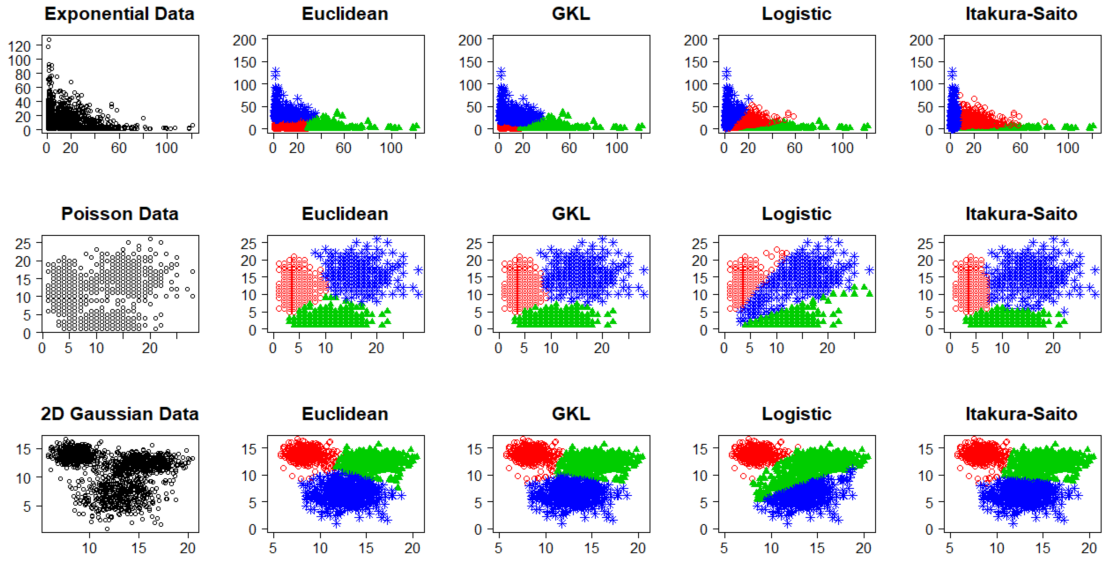 Exponential Data Euclidean GKL Logistic Itakura-Saito
120 200 200 200 200
100 150 150 150 150
80
60 100 100 100 100
40 50 50 50 50
20
0 0 0 0 0
0 20 40 60 80 100 0 20 60 100 0 20 60 100 0 20 60 100 0 20 40 60 80 100
Poisson Data Euclidean GKL Logistic Itakura-Saito
25 25 25 25 25
20 20 20 20 20
15 15 15 15 15
10 10 10 10 10
5 5 5 5 5
0 0 0 0 0
0 5 10 15 20 0 5 10 20 0 5 10 20 0 5 10 20 0 5 10 20
2D Gaussian Data Euclidean GKL Logistic Itakura-Saito
15 15 15 15 15
10 10 10 10 10
5 5 5 5 5
0 0 0 0
10 15 20 5 10 15 20 5 10 15 20 5 10 15 20 5 10 15 20